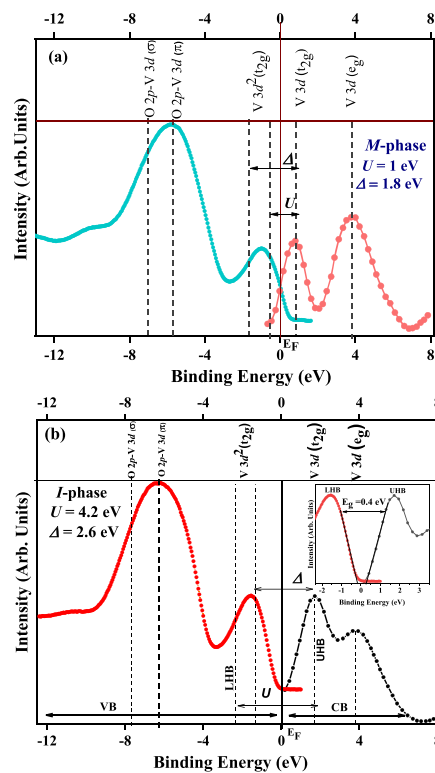 -12 -8 -4 0 4 8
(a)
O 2p-V 3d (σ)
O 2p-V 3d (π)
V 3d²(t2g)
V 3d (t2g)
V 3d (eg)
M-phase
U = 1 eV
Δ = 1.8 eV
Δ
U
Intensity (Arb.Units)
-12 -8 -4 0 4 8
EF
Binding Energy (eV)
-12 -8 -4 0 4 8
(b)
O 2p-V 3d (σ)
O 2p-V 3d (π)
V 3d²(t2g)
V 3d (t2g)
V 3d (eg)
I-phase
U = 4.2 eV
Δ = 2.6 eV
LHB UHB
Eg =0.4 eV
Intensity (Arb. Units)
-2 -1 0 1 2 3
Binding Energy (eV)
Δ
LHB
UHB
U
VB
CB
Intensity (Arb. Units)
-12 -8 -4 0 4 8
EF
Binding Energy (eV)